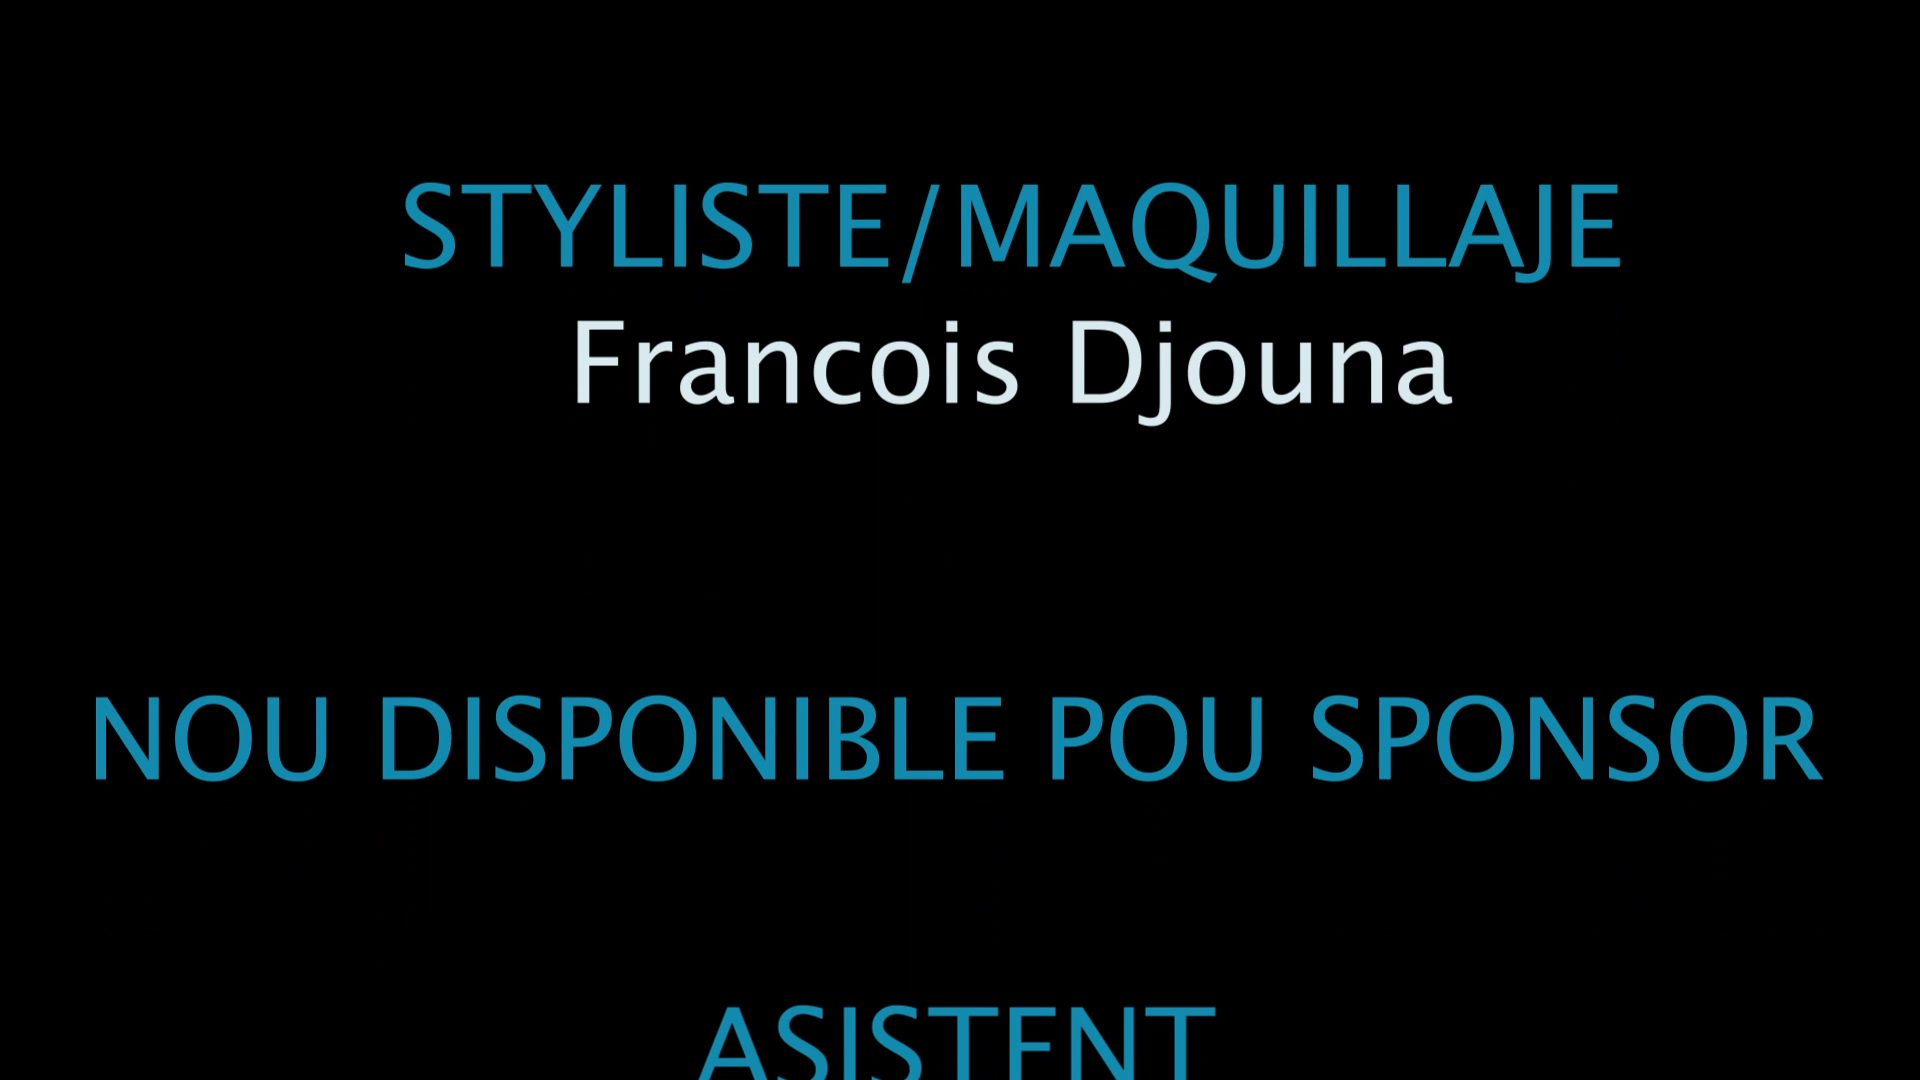 STYLISTE/MAQUILLAJE
Francois Djouna
NOU DISPONIBLE POU SPONSOR
ASISTENT